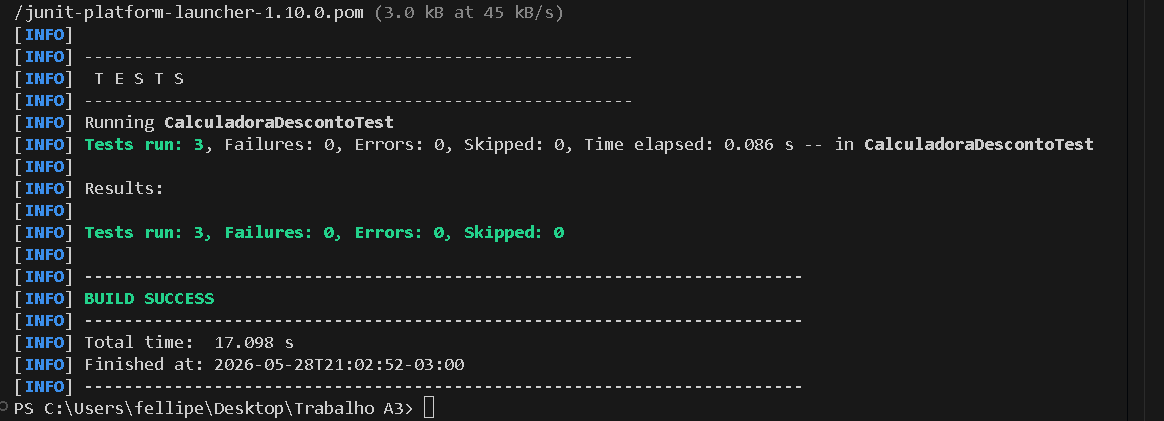 /junit-platform-launcher-1.10.0.pom (3.0 kB at 45 kB/s)
[INFO]
[INFO] -------------------------------------------------------
[INFO]  T E S T S
[INFO] -------------------------------------------------------
[INFO] Running CalculadoraDescontoTest
[INFO] Tests run: 3, Failures: 0, Errors: 0, Skipped: 0, Time elapsed: 0.086 s -- in CalculadoraDescontoTest
[INFO]
[INFO] Results:
[INFO]
[INFO] Tests run: 3, Failures: 0, Errors: 0, Skipped: 0
[INFO]
[INFO] ------------------------------------------------------------------------
[INFO] BUILD SUCCESS
[INFO] ------------------------------------------------------------------------
[INFO] Total time:  17.098 s
[INFO] Finished at: 2026-05-28T21:02:52-03:00
[INFO] ------------------------------------------------------------------------
PS C:\Users\fellipe\Desktop\Trabalho A3>